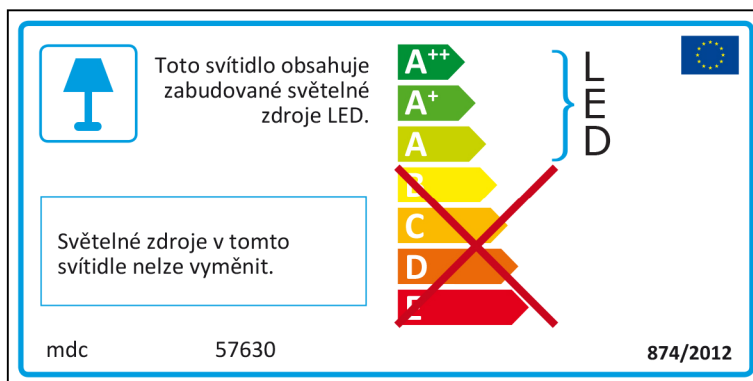 Toto svítidlo obsahuje
zabudované světelné
zdroje LED.
A++
A+
A
B
C
D
E
L
E
D
Světelné zdroje v tomto
svítidle nelze vyměnit.
mdc 57630
874/2012